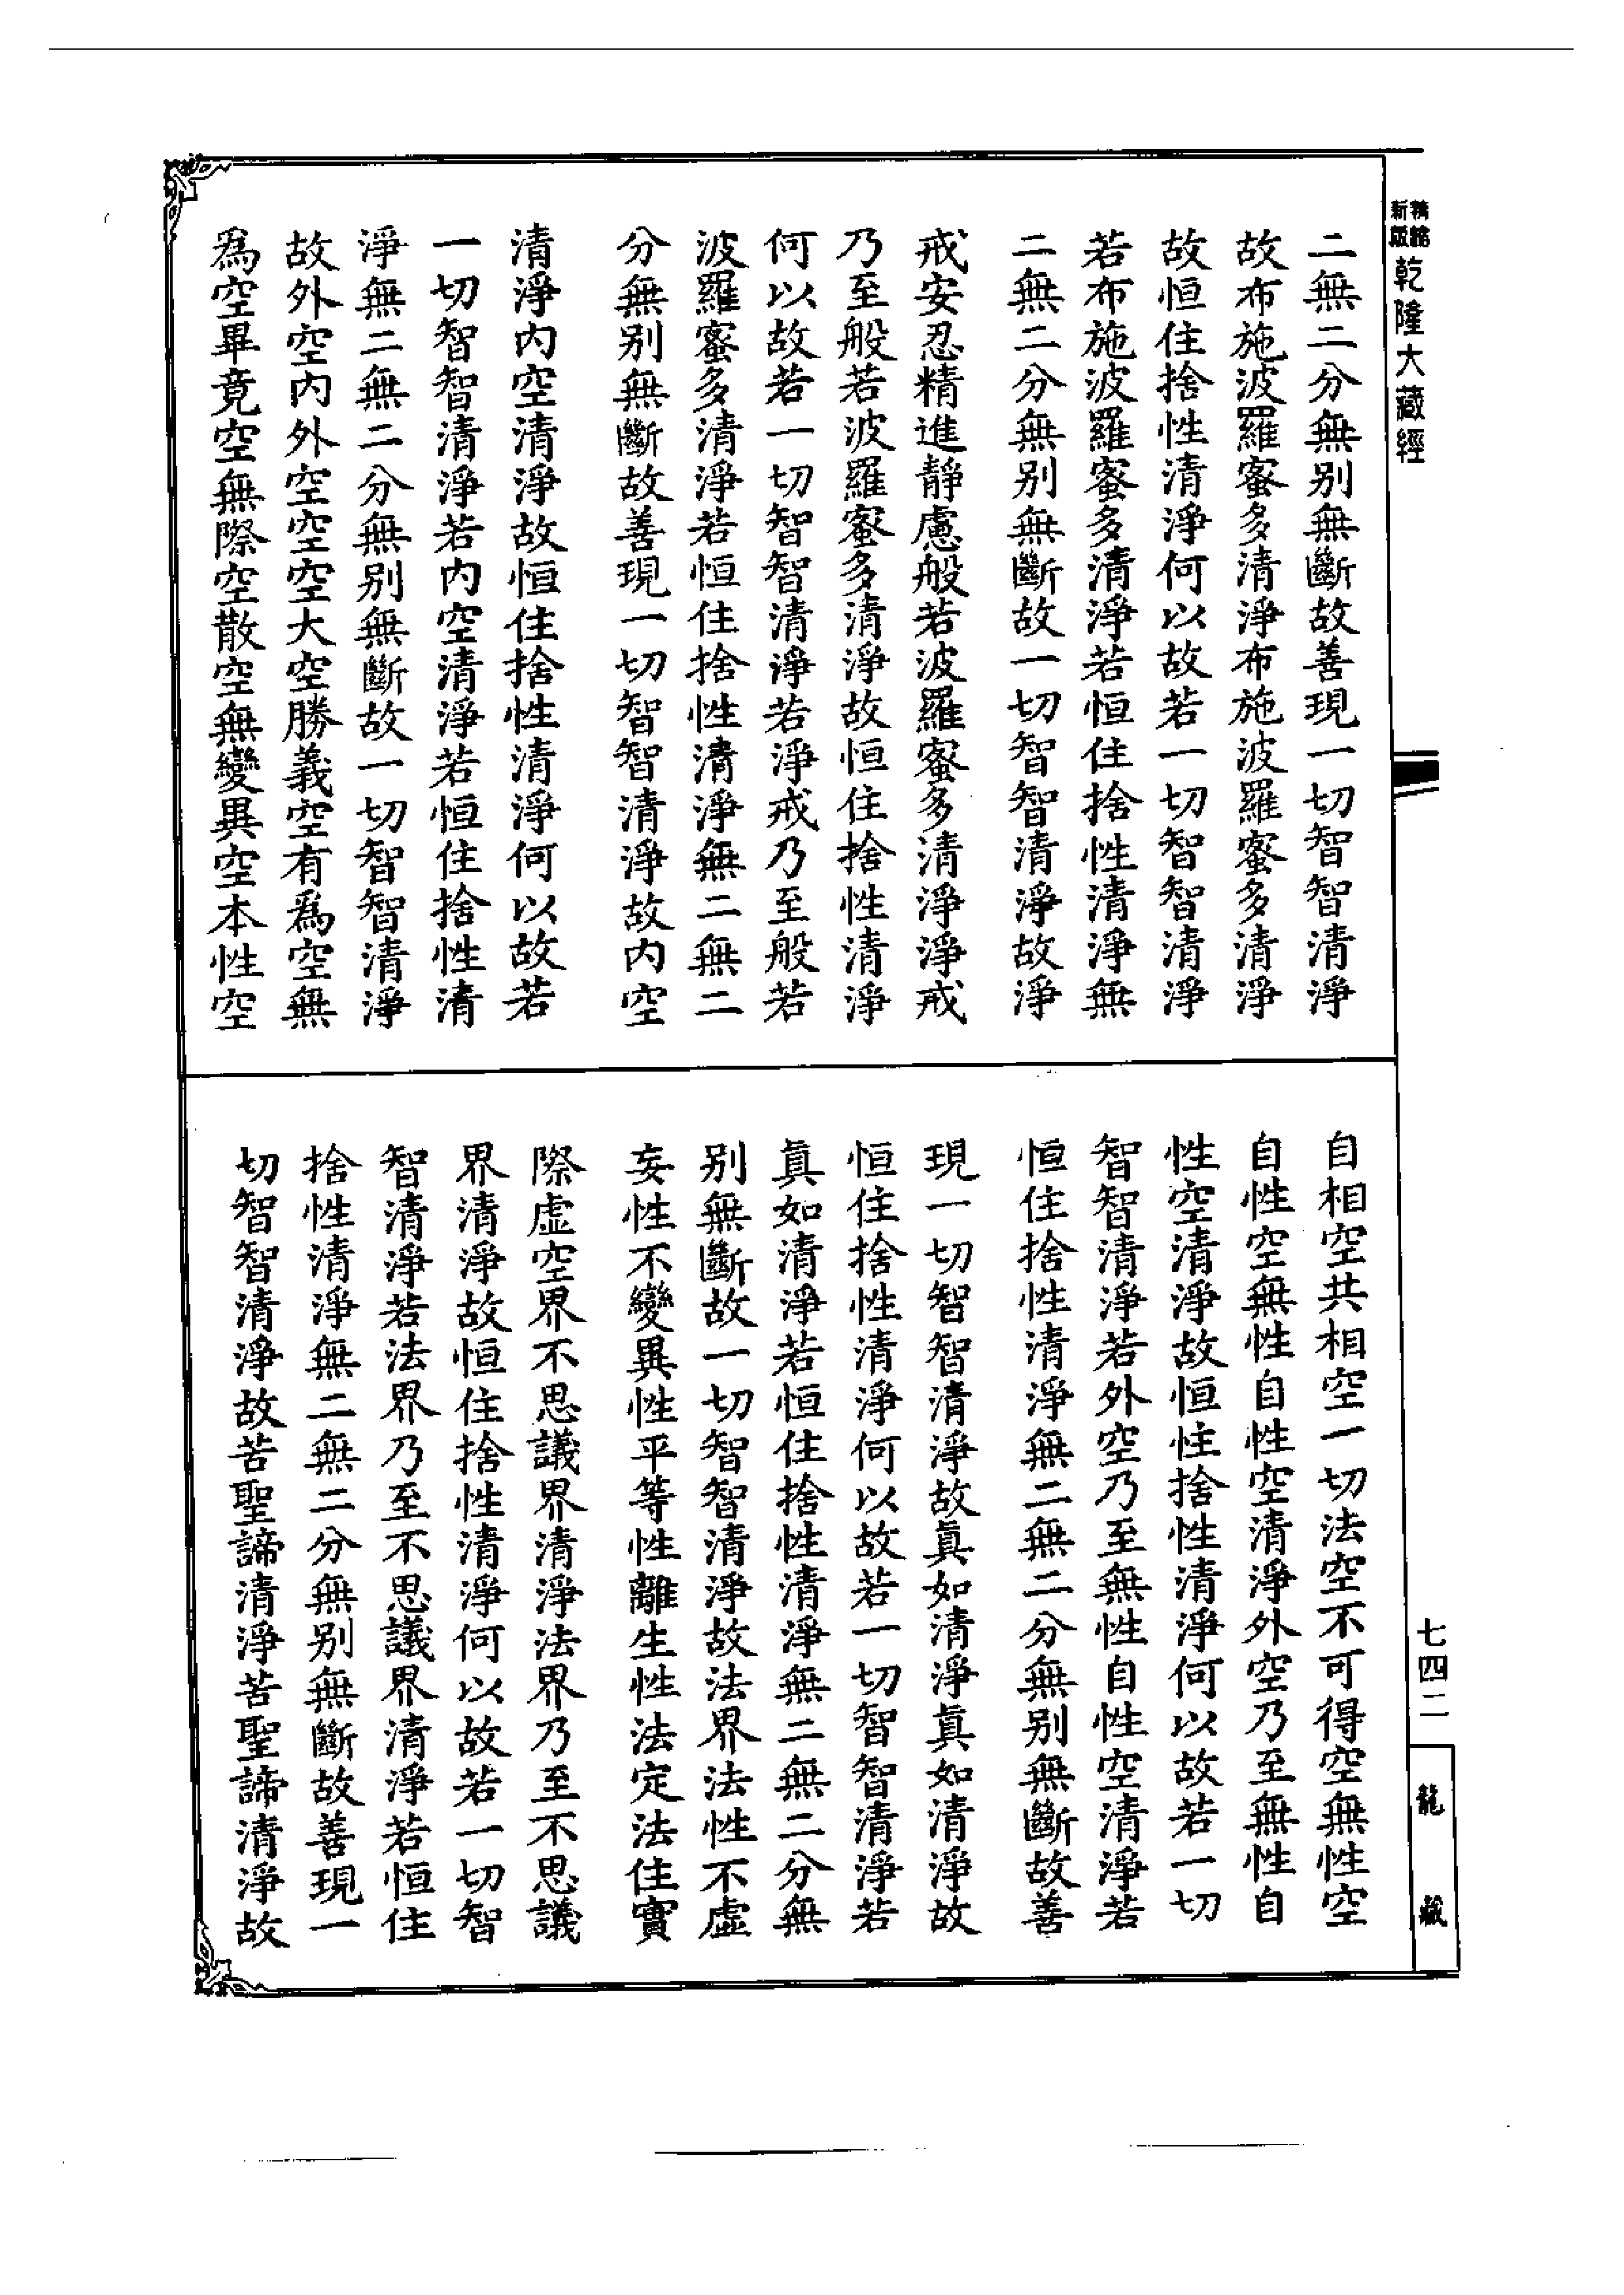 精縮新版乾隆大藏經
二無二分無别無斷故善現一切智智清淨
故布施波羅蜜多清淨布施波羅蜜多清淨
故恒住捨性清淨何以故若一切智智清淨
若布施波羅蜜多清淨若恒住捨性清淨無
二無二分無别無斷故一切智智清淨故淨
戒安忍精進靜慮般若波羅蜜多清淨淨戒
乃至般若波羅蜜多清淨故恒住捨性清淨
何以故若一切智智清淨若淨戒乃至般若
波羅蜜多清淨若恒住捨性清淨無二無二
分無别無斷故善現一切智智清淨故内空
清淨内空清淨故恒住捨性清淨何以故若
一切智智清淨若内空清淨若恒住捨性清
淨無二無二分無别無斷故一切智智清淨
故外空内外空空空大空勝義空有爲空無
爲空畢竟空無際空散空無變異空本性空
自相空共相空一切法空不可得空無性空
自性空無性自性空清淨外空乃至無性自
性空清淨故恒住捨性清淨何以故若一切
智智清淨若外空乃至無性自性空清淨若
恒住捨性清淨無二無二分無别無斷故善
現一切智智清淨故真如清淨真如清淨故
恒住捨性清淨何以故若一切智智清淨若
真如清淨若恒住捨性清淨無二無二分無
别無斷故一切智智清淨故法界法性不虛
妄性不變異性平等性離生性法定法住實
際虛空界不思議界清淨法界乃至不思議
界清淨故恒住捨性清淨何以故若一切智
智清淨若法界乃至不思議界清淨若恒住
捨性清淨無二無二分無别無斷故善現一
切智智清淨故苦聖諦清淨苦聖諦清淨故
七四二
龍藏